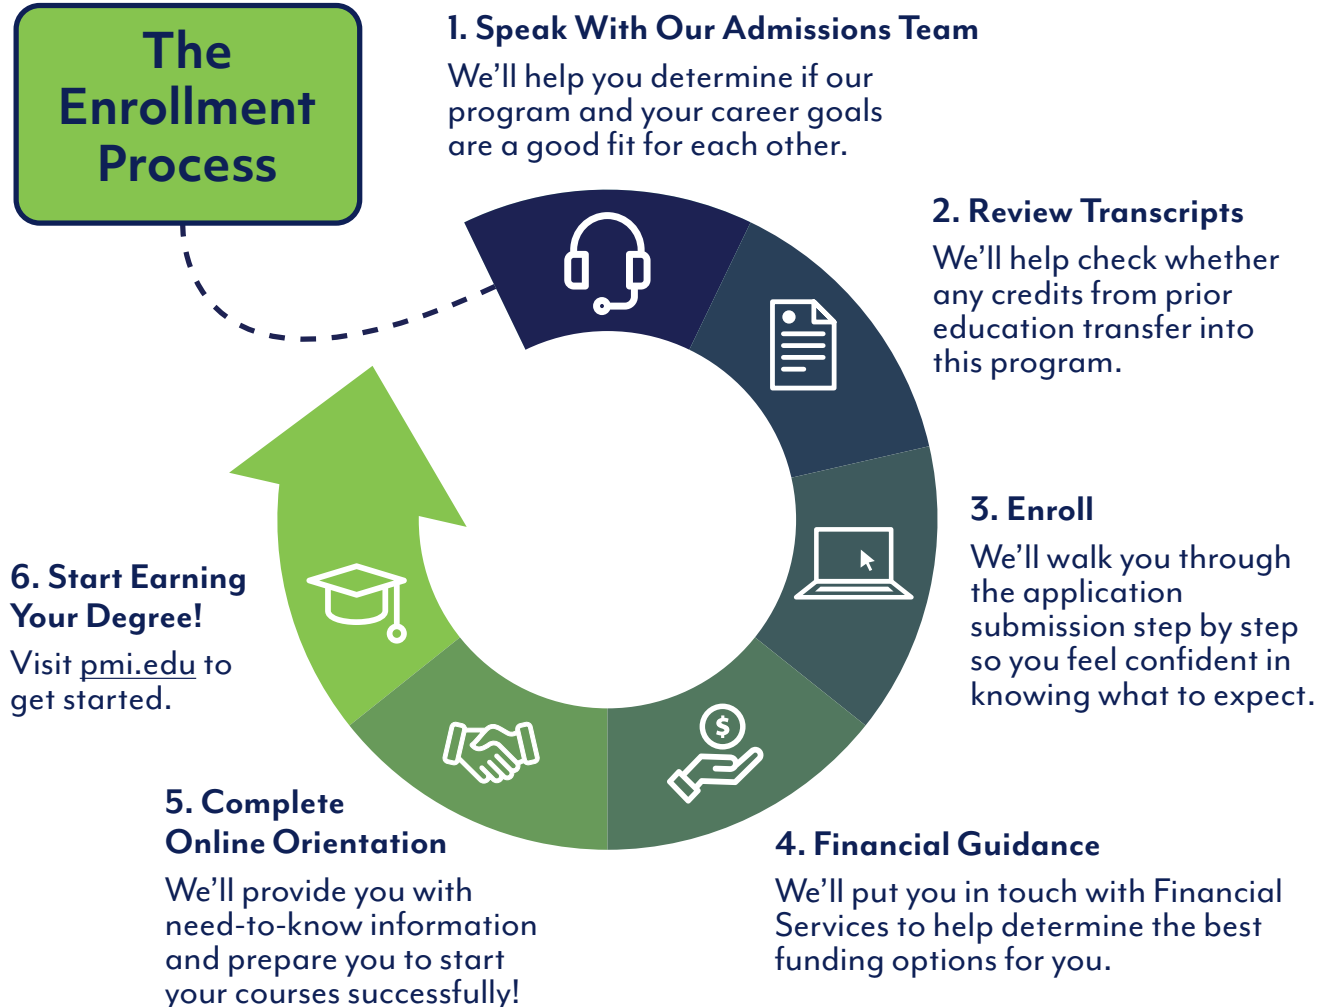 The
Enrollment
Process
1. Speak With Our Admissions Team
We'll help you determine if our
program and your career goals
are a good fit for each other.
2. Review Transcripts
We'll help check whether
any credits from prior
education transfer into
this program.
3. Enroll
We'll walk you through
the application
submission step by step
so you feel confident in
knowing what to expect.
$
4. Financial Guidance
We'll put you in touch with Financial
Services to help determine the best
funding options for you.
5. Complete
Online Orientation
We'll provide you with
need-to-know information
and prepare you to start
your courses successfully!
6. Start Earning
Your Degree!
Visit pmi.edu to
get started.